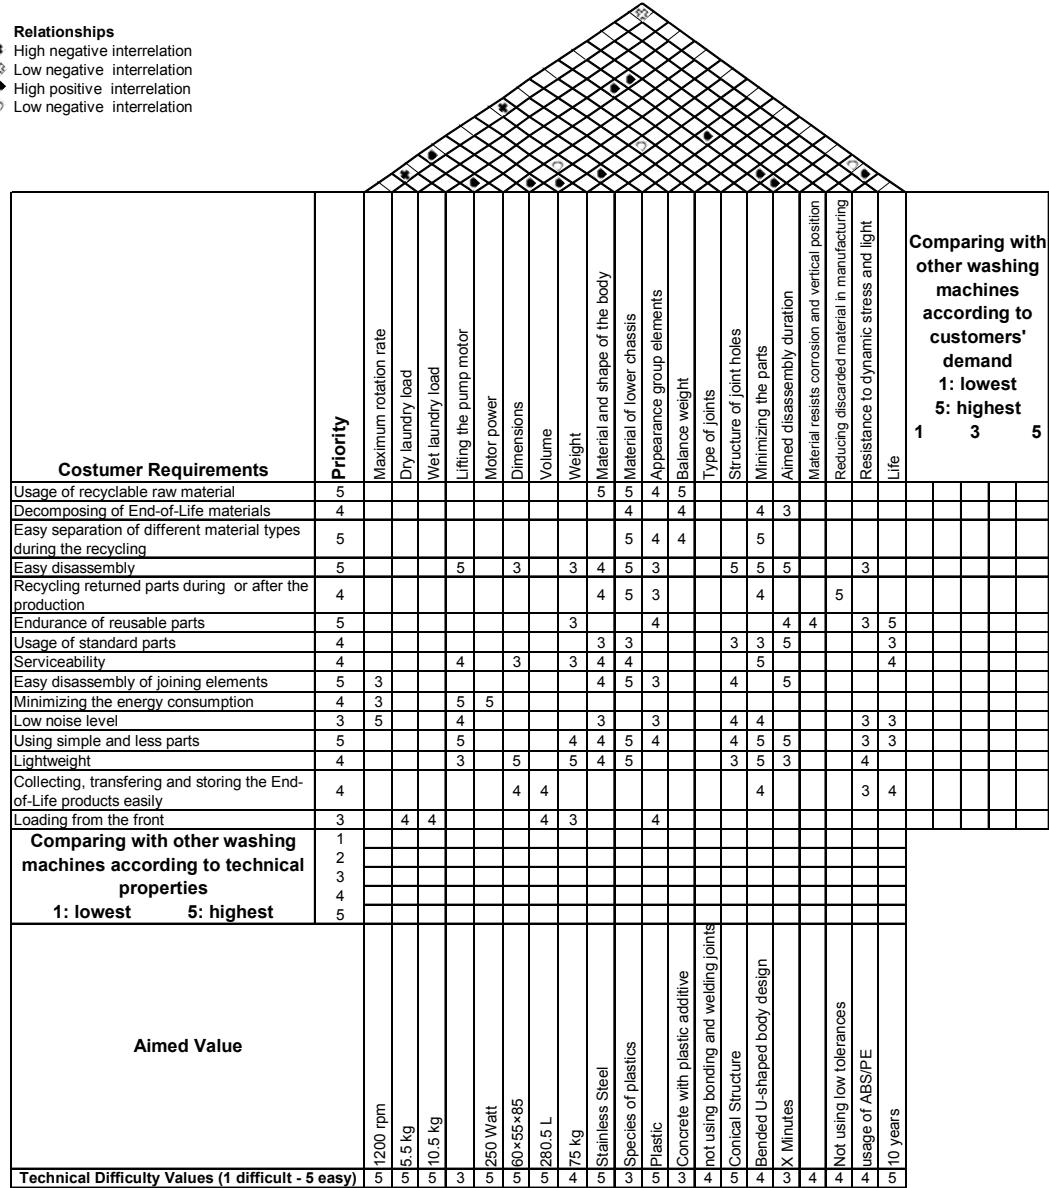 Relationships
High negative interrelation
Low negative interrelation
High positive interrelation
Low negative interrelation
Costumer Requirements
Priority
Maximum rotation rate
Dry laundry load
Wet laundry load
Lifting the pump motor
Motor power
Dimensions
Volume
Weight
Material and shape of the body
Material of lower chassis
Appearance group elements
Balance weight
Type of joints
Structure of joint holes
Minimizing the parts
Aimed disassembly duration
Material resists corrosion and vertical position
Reducing discarded material in manufacturing
Resistance to dynamic stress and light
Life
Comparing with
other washing
machines
according to
customers'
demand
1: lowest
5: highest
1 3 5
Usage of recyclable raw material 5 5 5 4 5
Decomposing of End-of-Life materials 4 4 4 4 3
Easy separation of different material types
during the recycling 5 5 4 4 5
Easy disassembly 5 5 3 3 4 5 3 5 5 5 3
Recycling returned parts during or after the
production 4 4 5 3 4 5
Endurance of reusable parts 5 3 4 4 4 3 5
Usage of standard parts 4 3 3 3 3 5 3
Serviceability 4 4 3 3 4 4 5 4
Easy disassembly of joining elements 5 3 4 5 3 4 5
Minimizing the energy consumption 4 3 5 5
Low noise level 3 5 4 3 3 4 4 3 3
Using simple and less parts 5 5 4 4 5 4 4 5 5 3 3
Lightweight 4 3 5 5 4 5 3 5 3 4
Collecting, transfering and storing the End-
of-Life products easily 4 4 4 4 3 4
Loading from the front 3 4 4 4 3 4
Comparing with other washing
machines according to technical
properties
1: lowest 5: highest
1
2
3
4
5
Aimed Value
1200 rpm
5.5 kg
10.5 kg
250 Watt
60×55×85
280.5 L
75 kg
Stainless Steel
Species of plastics
Plastic
Concrete with plastic additive
not using bonding and welding joints
Conical Structure
Bended U-shaped body design
X Minutes
Not using low tolerances
usage of ABS/PE
10 years
Technical Difficulty Values (1 difficult - 5 easy) 5 5 5 3 5 5 5 4 5 3 5 3 4 5 4 3 4 4 4 5